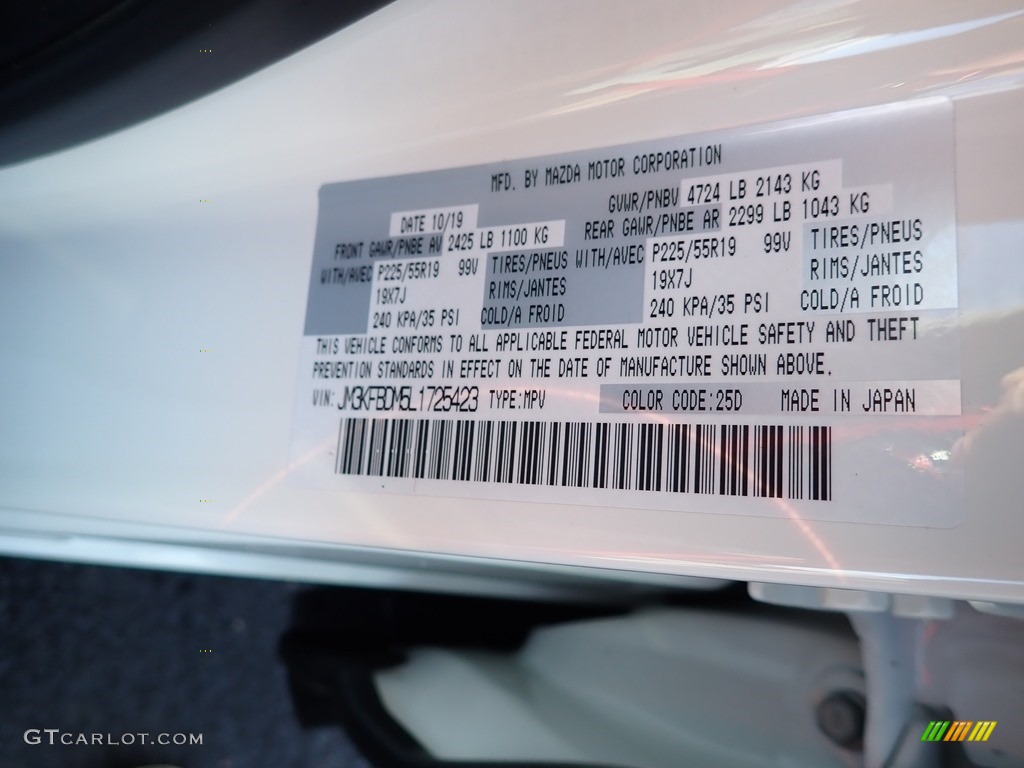 MFD. BY MAZDA MOTOR CORPORATION
DATE 10/19 GVWR/PNBV 4724 LB 2143 KG
FRONT GAWR/PNBE AV 2425 LB 1100 KG REAR GAWR/PNBE AR 2299 LB 1043 KG
WITH/AVEC P225/55R19 99V TIRES/PNEUS WITH/AVEC P225/55R19 99V TIRES/PNEUS
19X7J RIMS/JANTES 19X7J RIMS/JANTES
240 KPA/35 PSI COLD/A FROID 240 KPA/35 PSI COLD/A FROID
THIS VEHICLE CONFORMS TO ALL APPLICABLE FEDERAL MOTOR VEHICLE SAFETY AND THEFT
PREVENTION STANDARDS IN EFFECT ON THE DATE OF MANUFACTURE SHOWN ABOVE.
VIN: JM3KFBDM5L1725423 TYPE:MPV COLOR CODE:25D MADE IN JAPAN
GTCARLOT.COM